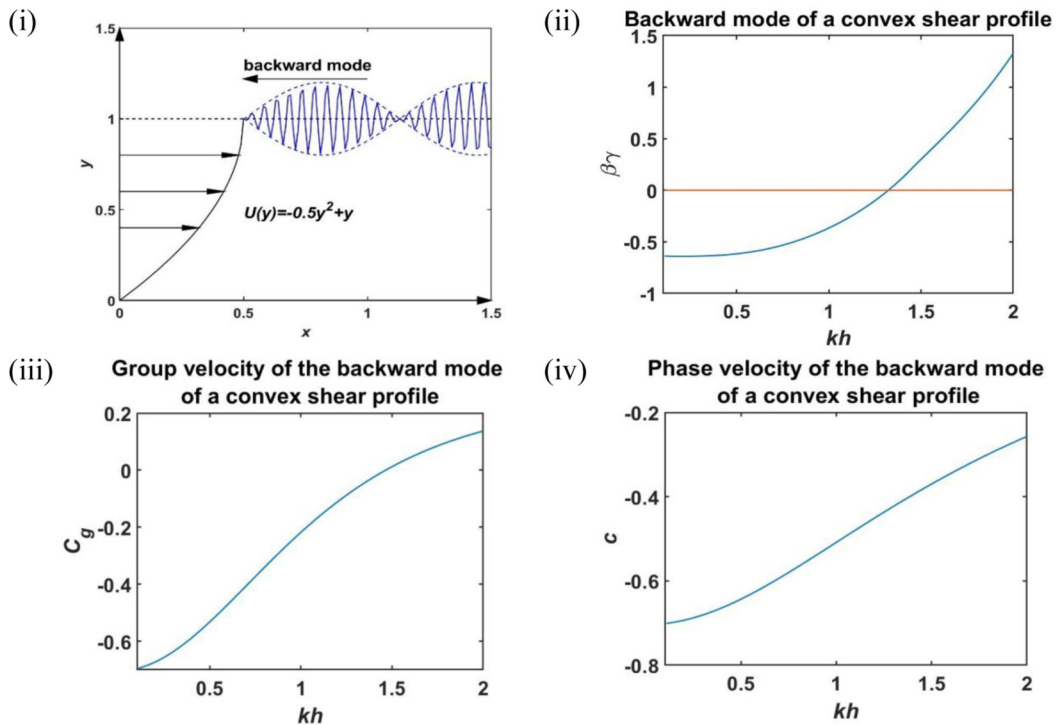 (i)
1.5
1
0.5
0
y
backward mode
U(y)=-0.5y²+y
0
0.5
1
1.5
x
(ii)
Backward mode of a convex shear profile
1.5
1
0.5
0
-0.5
-1
βγ
0.5
1
1.5
2
kh
(iii)
Group velocity of the backward mode
of a convex shear profile
0.2
0
-0.2
-0.4
-0.6
C_g
0.5
1
1.5
2
kh
(iv)
Phase velocity of the backward mode
of a convex shear profile
-0.2
-0.4
-0.6
-0.8
c
0.5
1
1.5
2
kh